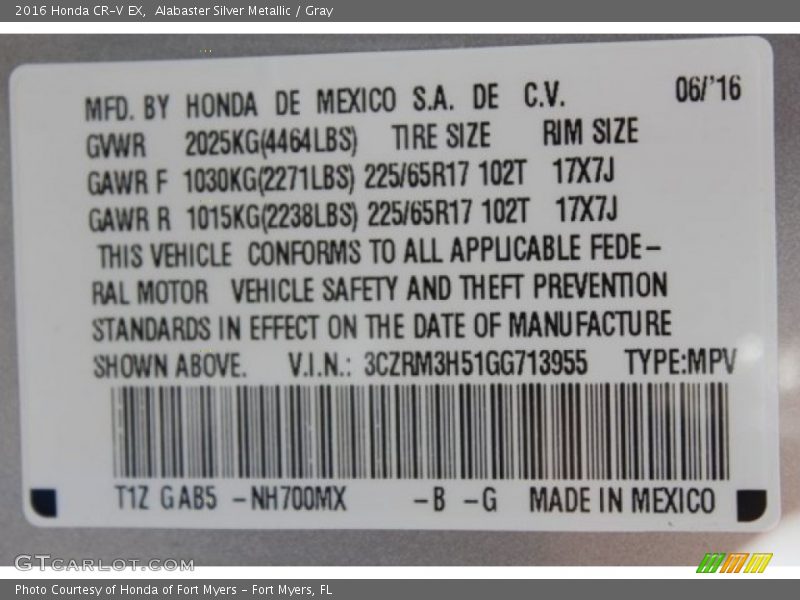 2016 Honda CR-V EX,  Alabaster Silver Metallic / Gray
MFD. BY HONDA DE MEXICO S.A. DE C.V. 06/'16
GVWR 2025KG(4464LBS) TIRE SIZE RIM SIZE
GAWR F 1030KG(2271LBS) 225/65R17 102T 17X7J
GAWR R 1015KG(2238LBS) 225/65R17 102T 17X7J
THIS VEHICLE CONFORMS TO ALL APPLICABLE FEDE-
RAL MOTOR VEHICLE SAFETY AND THEFT PREVENTION
STANDARDS IN EFFECT ON THE DATE OF MANUFACTURE
SHOWN ABOVE. V.I.N.: 3CZRM3H51GG713955 TYPE:MPV
T1Z GAB5 -NH700MX -B -G MADE IN MEXICO
GTcarlot.com
Photo Courtesy of Honda of Fort Myers - Fort Myers, FL